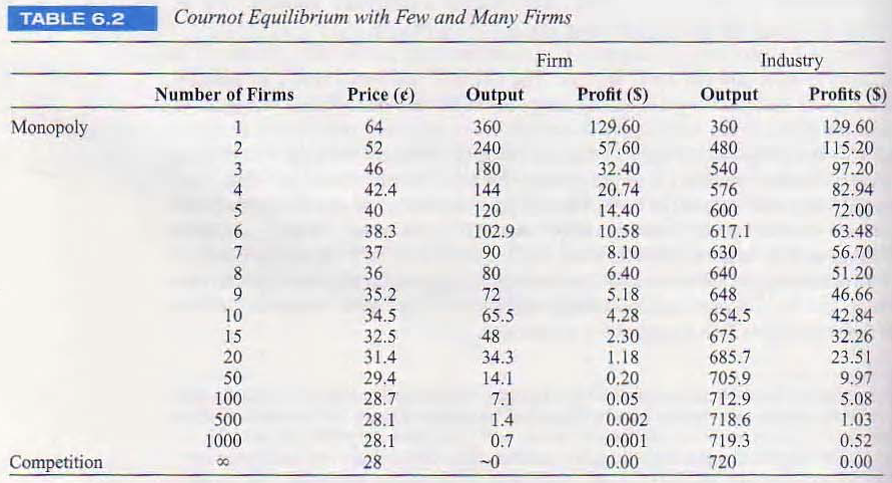 TABLE 6.2 Cournot Equilibrium with Few and Many Firms
Firm Industry
Number of Firms Price (¢) Output Profit ($) Output Profits ($)
Monopoly 1 64 360 129.60 360 129.60
2 52 240 57.60 480 115.20
3 46 180 32.40 540 97.20
4 42.4 144 20.74 576 82.94
5 40 120 14.40 600 72.00
6 38.3 102.9 10.58 617.1 63.48
7 37 90 8.10 630 56.70
8 36 80 6.40 640 51.20
9 35.2 72 5.18 648 46.66
10 34.5 65.5 4.28 654.5 42.84
15 32.5 48 2.30 675 32.26
20 31.4 34.3 1.18 685.7 23.51
50 29.4 14.1 0.20 705.9 9.97
100 28.7 7.1 0.05 712.9 5.08
500 28.1 1.4 0.002 718.6 1.03
1000 28.1 0.7 0.001 719.3 0.52
Competition ∞ 28 ~0 0.00 720 0.00